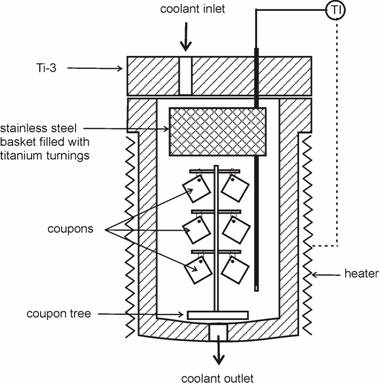 coolant inlet
TI
Ti-3
stainless steel
basket filled with
titanium turnings
coupons
heater
coupon tree
coolant outlet